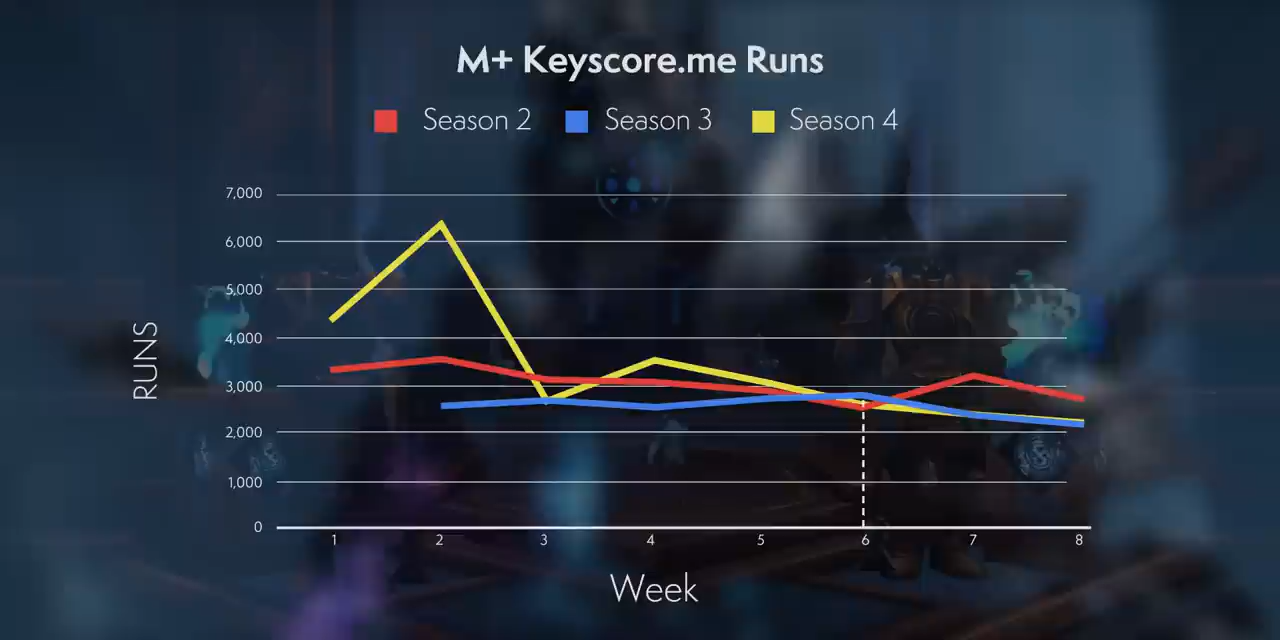 M+ Keyscore.me Runs
Season 2 Season 3 Season 4
7,000
6,000
5,000
4,000
3,000
2,000
1,000
0
RUNS
1 2 3 4 5 6 7 8
Week